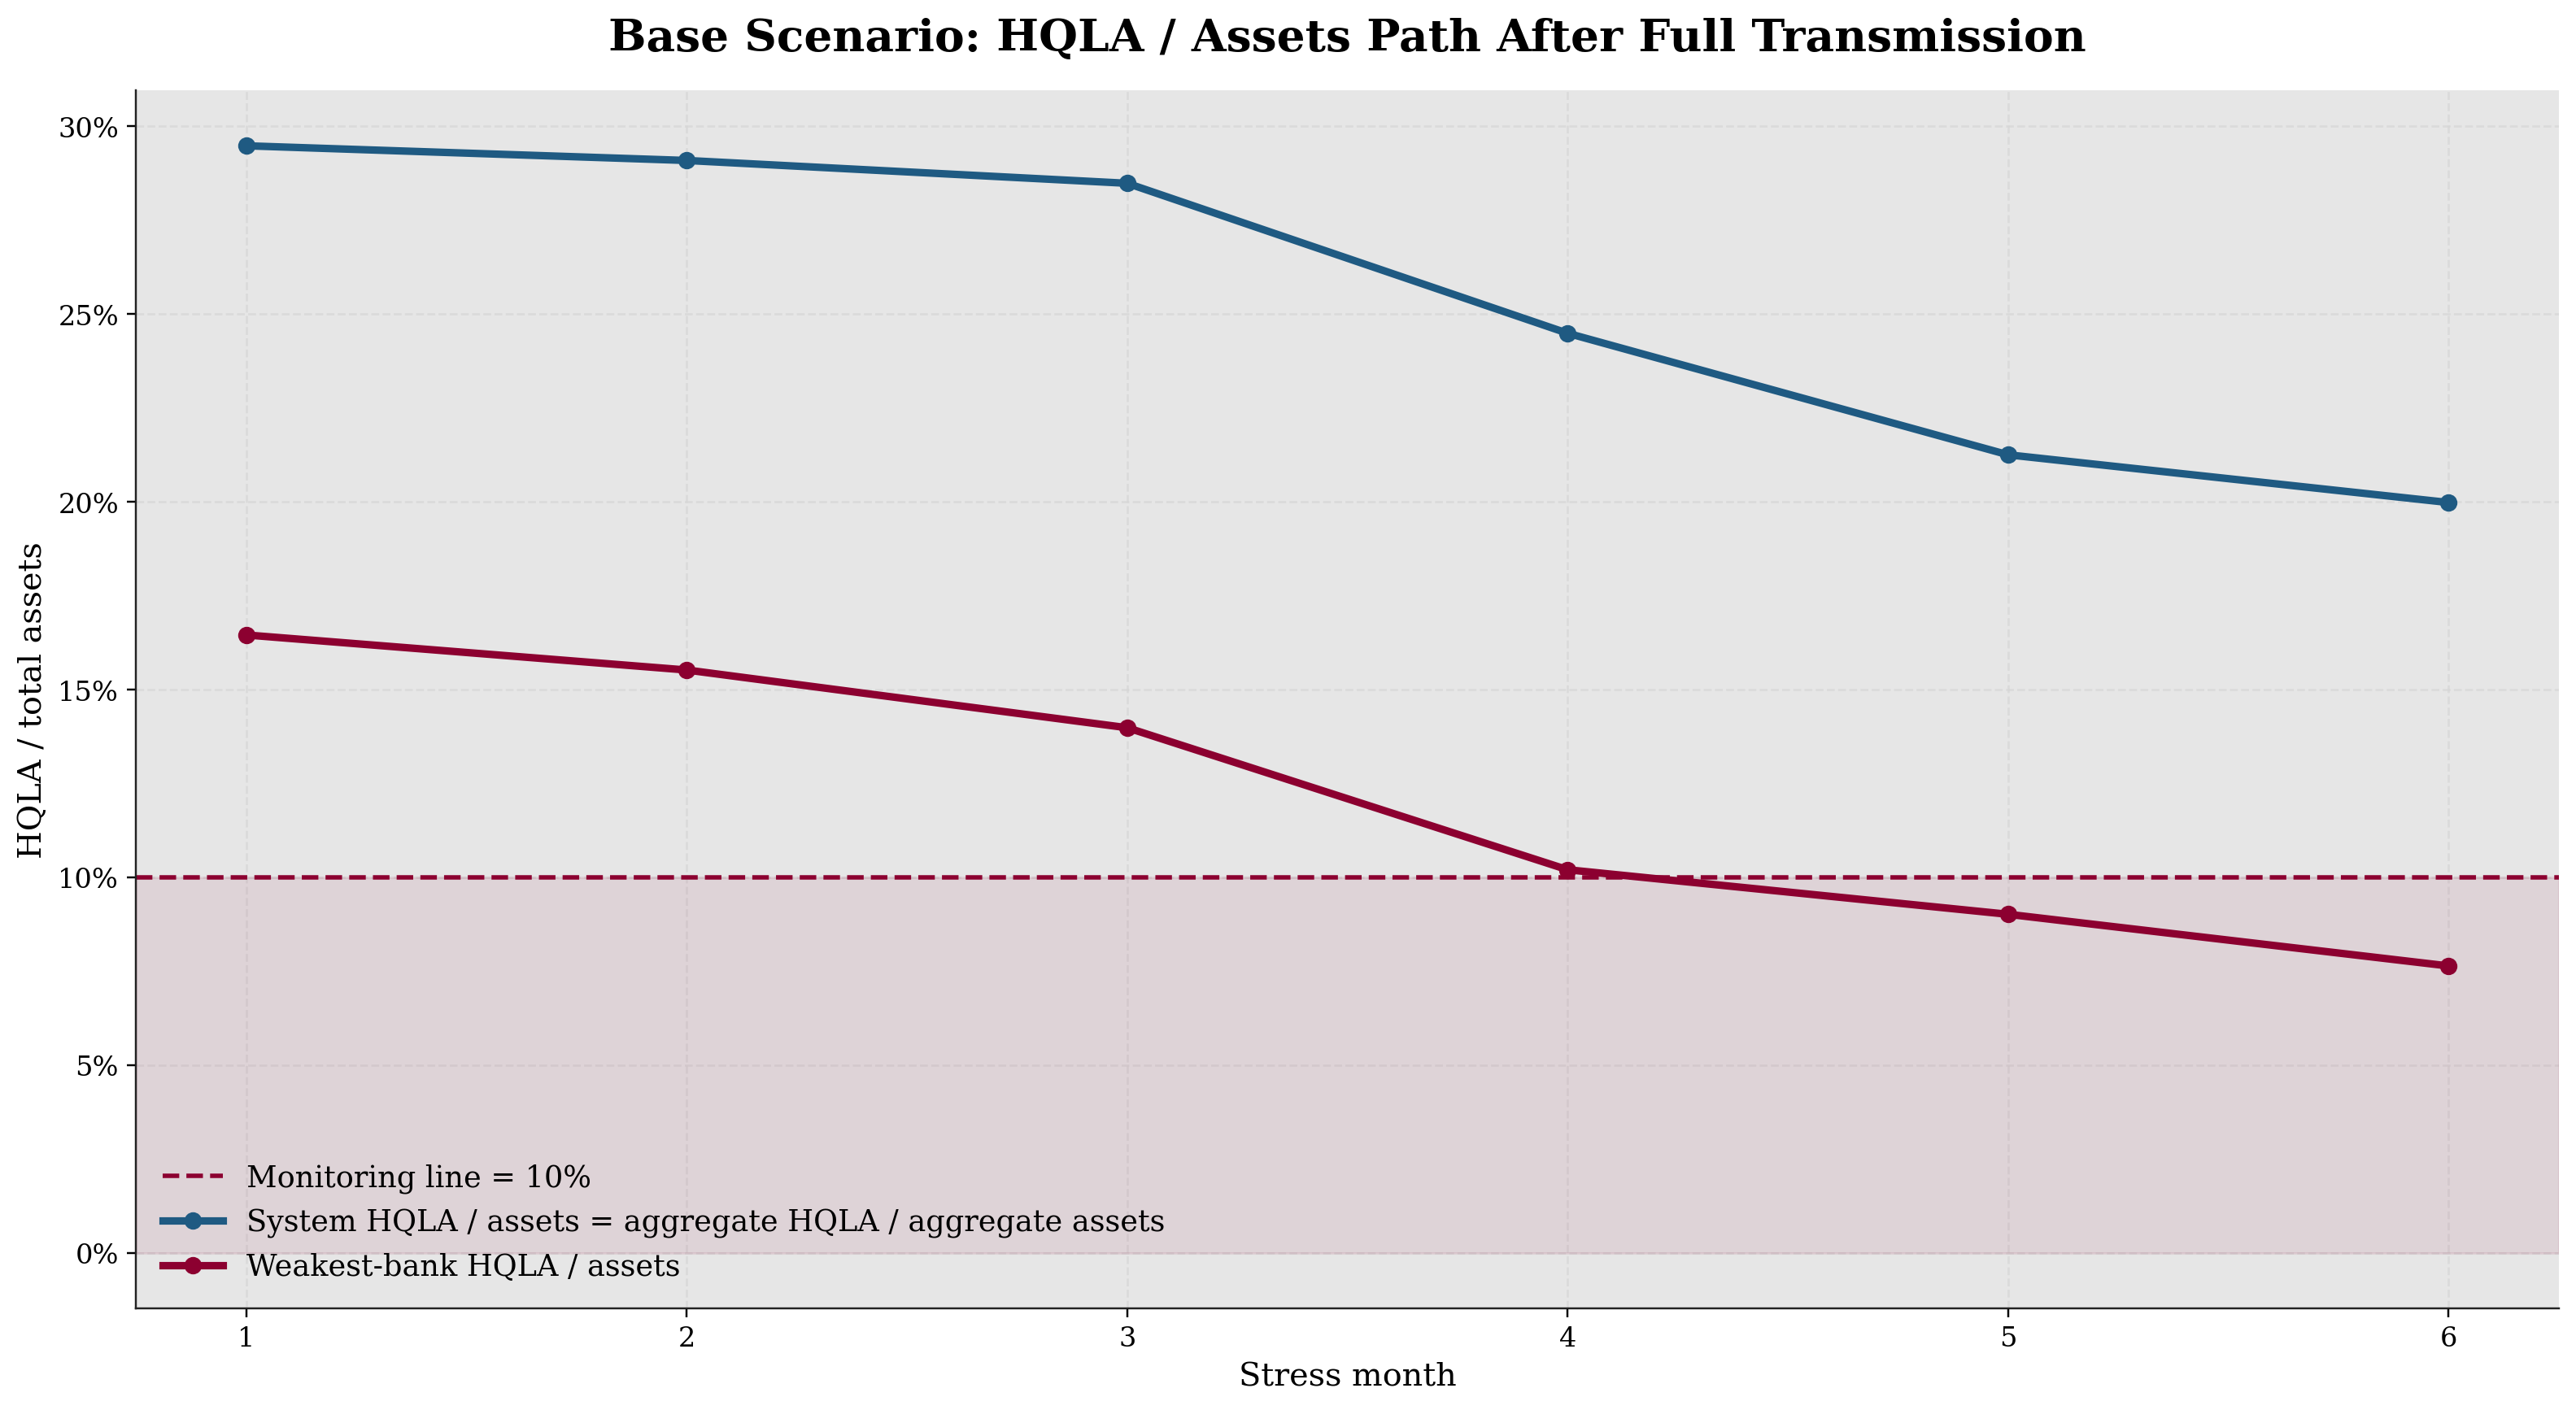 Base Scenario: HQLA / Assets Path After Full Transmission
HQLA / total assets
30%
25%
20%
15%
10%
5%
0%
Monitoring line = 10%
System HQLA / assets = aggregate HQLA / aggregate assets
Weakest-bank HQLA / assets
1 2 3 4 5 6
Stress month